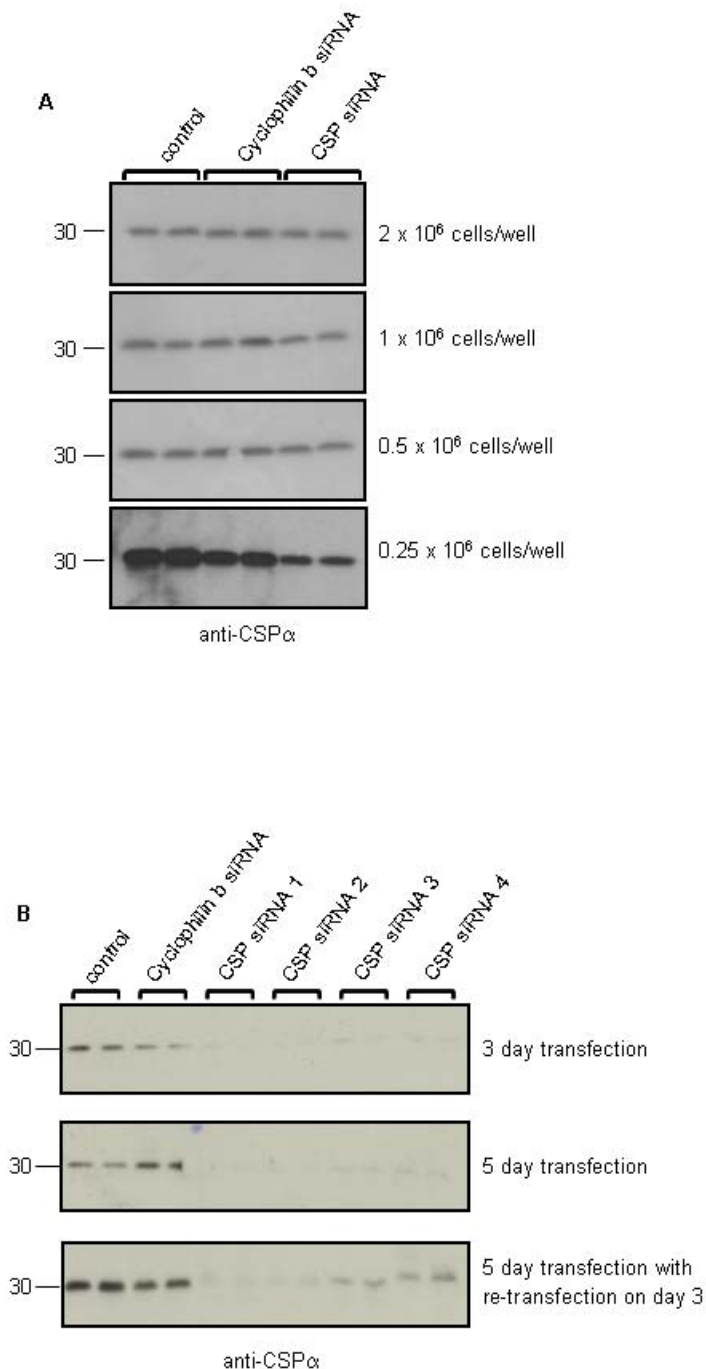 A
control
Cyclophilin b siRNA
CSP siRNA
30
2 x 10⁶ cells/well
30
1 x 10⁶ cells/well
30
0.5 x 10⁶ cells/well
30
0.25 x 10⁶ cells/well
anti-CSPα
B
control
Cyclophilin b siRNA
CSP siRNA 1
CSP siRNA 2
CSP siRNA 3
CSP siRNA 4
30
3 day transfection
30
5 day transfection
30
5 day transfection with
re-transfection on day 3
anti-CSPα